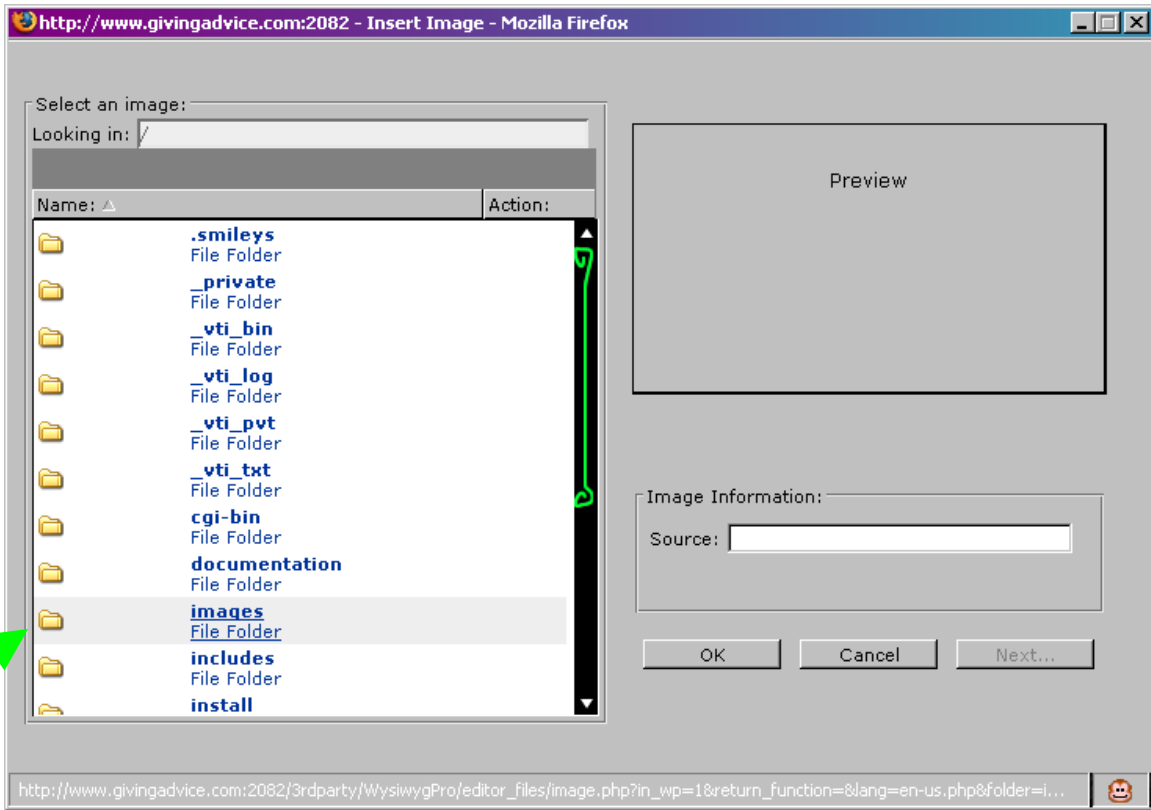 http://www.givingadvice.com:2082 - Insert Image - Mozilla Firefox
Select an image:
Looking in: /
Name: Action:
.smileys
File Folder
_private
File Folder
_vti_bin
File Folder
_vti_log
File Folder
_vti_pvt
File Folder
_vti_txt
File Folder
cgi-bin
File Folder
documentation
File Folder
images
File Folder
includes
File Folder
install
Preview
Image Information:
Source:
OK Cancel Next...
http://www.givingadvice.com:2082/3rdparty/WysiwygPro/editor_files/image.php?in_wp=1&return_function=&lang=en-us.php&folder=i...